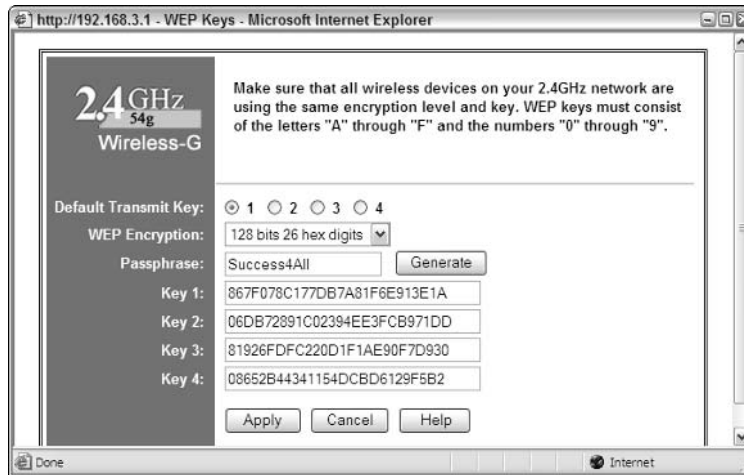 http://192.168.3.1 - WEP Keys - Microsoft Internet Explorer
2.4GHz
54g
Wireless-G
Make sure that all wireless devices on your 2.4GHz network are
using the same encryption level and key. WEP keys must consist
of the letters "A" through "F" and the numbers "0" through "9".
Default Transmit Key: 1 2 3 4
WEP Encryption: 128 bits 26 hex digits
Passphrase: Success4All Generate
Key 1: 867F078C177DB7A81F6E913E1A
Key 2: 06DB72891C02394EE3FCB971DD
Key 3: 81926FDFC220D1F1AE90F7D930
Key 4: 08652B44341154DCBD6129F5B2
Apply Cancel Help
Done Internet